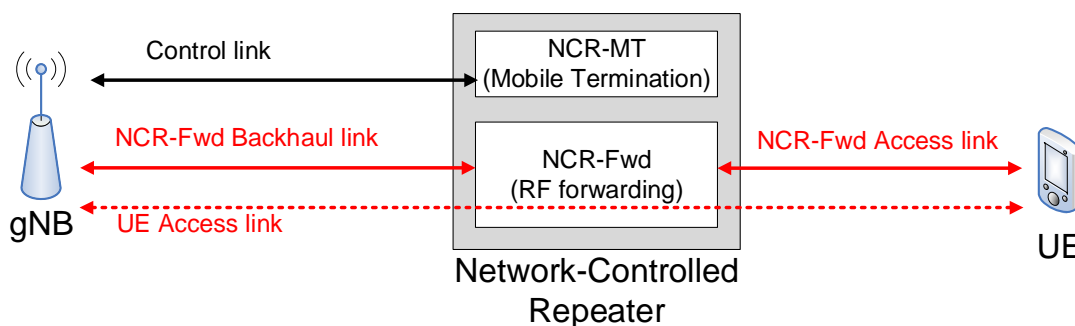 Control link
NCR-MT
(Mobile Termination)
NCR-Fwd Backhaul link
NCR-Fwd
(RF forwarding)
NCR-Fwd Access link
UE Access link
gNB
UE
Network-Controlled
Repeater